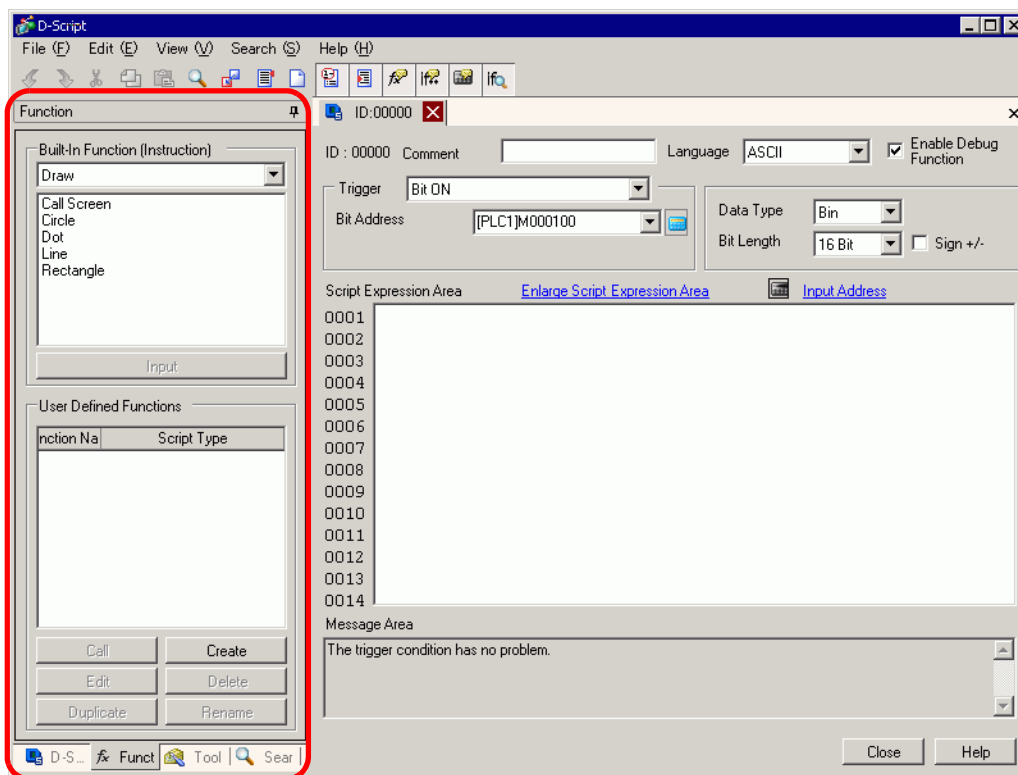 D-Script
File (F) Edit (E) View (V) Search (S) Help (H)
Function
Built-In Function (Instruction)
Draw
Call Screen
Circle
Dot
Line
Rectangle
Input
User Defined Functions
nction Na Script Type
Call Create
Edit Delete
Duplicate Rename
D-S... fx Funct Tool Sear
ID:00000
ID : 00000 Comment Language ASCII Enable Debug
Function
Trigger Bit ON
Bit Address [PLC1]M000100
Data Type Bin
Bit Length 16 Bit Sign +/-
Script Expression Area Enlarge Script Expression Area Input Address
0001
0002
0003
0004
0005
0006
0007
0008
0009
0010
0011
0012
0013
0014
Message Area
The trigger condition has no problem.
Close Help